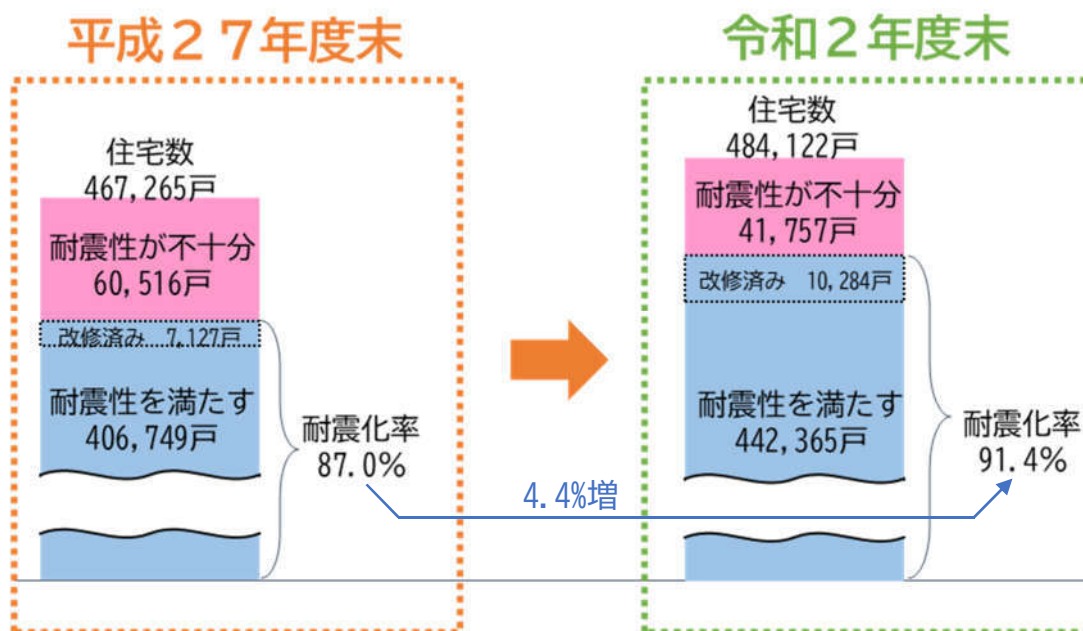 平成２７年度末
住宅数
467,265戸
耐震性が不十分
60,516戸
改修済み　7,127戸
耐震性を満たす
406,749戸
耐震化率
87.0%
4.4%増
令和２年度末
住宅数
484,122戸
耐震性が不十分
41,757戸
改修済み　10,284戸
耐震性を満たす
442,365戸
耐震化率
91.4%